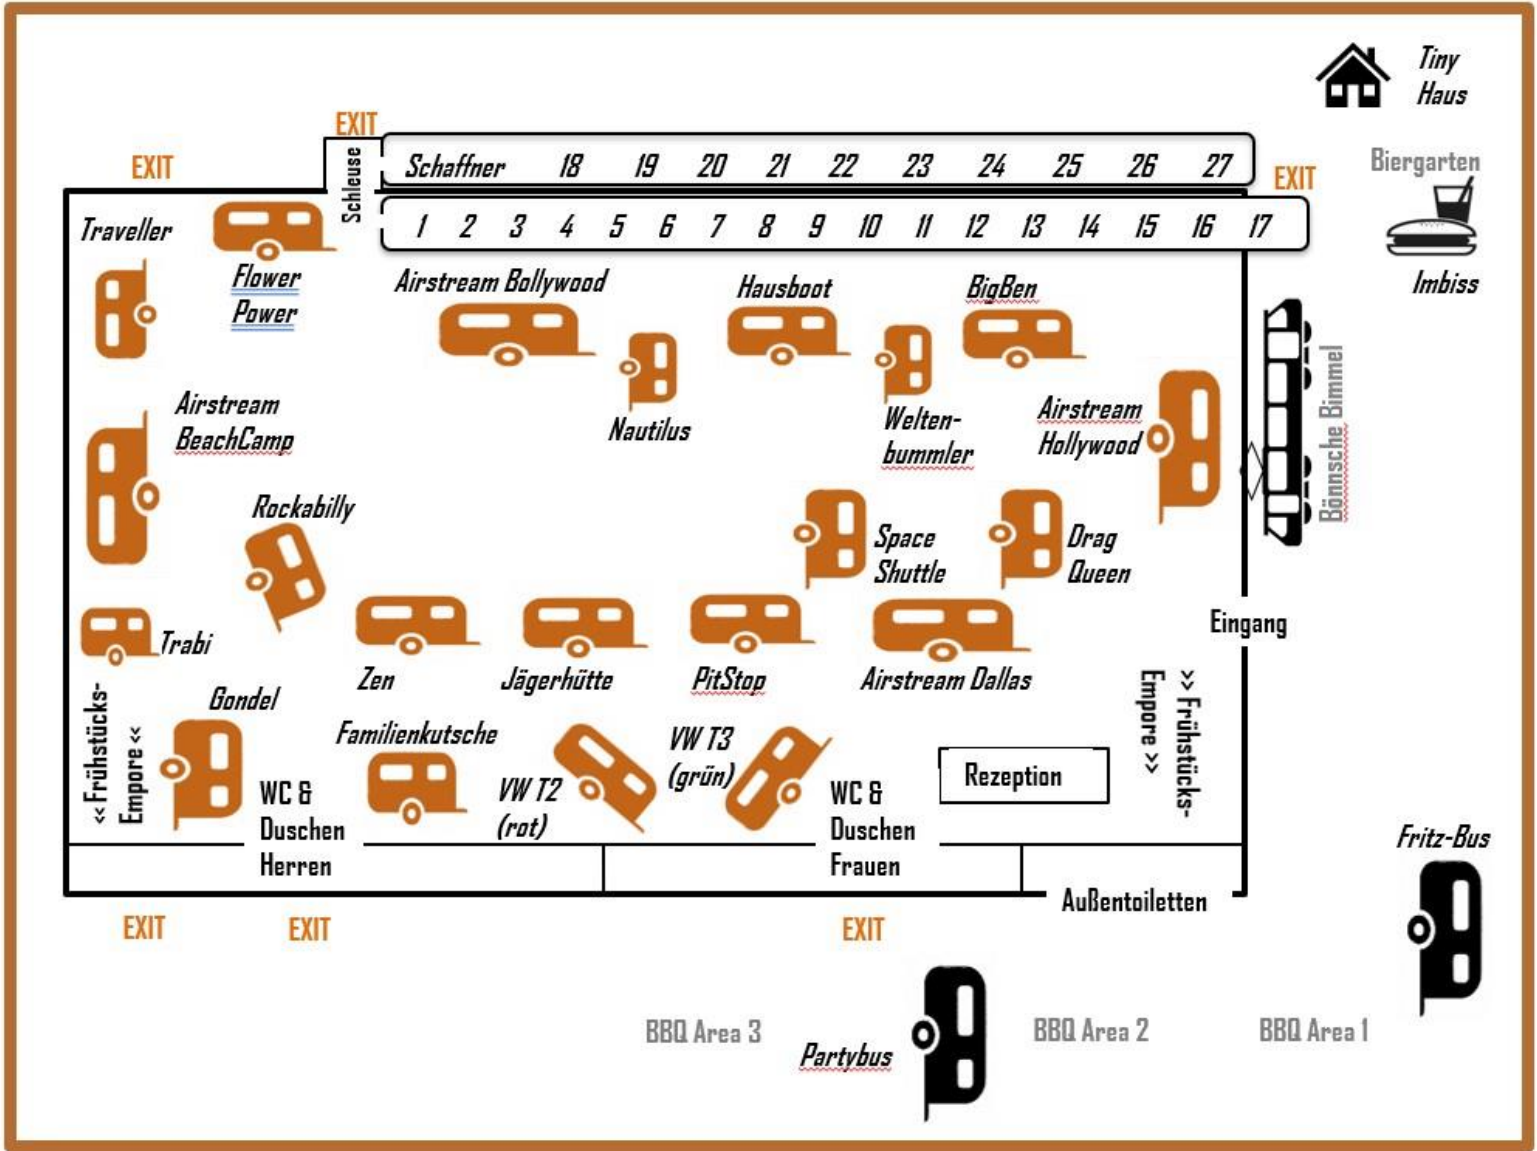 Tiny
Haus
EXIT
EXIT
Schleuse
Schaffner 18 19 20 21 22 23 24 25 26 27
EXIT
Biergarten
1 2 3 4 5 6 7 8 9 10 11 12 13 14 15 16 17
Imbiss
Traveller
Flower
Power
Airstream Bollywood
Hausboot
BigBen
Nautilus
Welten-
bummler
Airstream
Hollywood
Bönnsche Bimmel
Airstream
BeachCamp
Rockabilly
Space
Shuttle
Drag
Queen
Eingang
Trabi
Zen
Jägerhütte
PitStop
Airstream Dallas
>> Frühstücks-
Empore >>
<< Frühstücks-
Empore <<
Gondel
Familienkutsche
VW T2
(rot)
VW T3
(grün)
Rezeption
WC &
Duschen
Herren
WC &
Duschen
Frauen
Außentoiletten
Fritz-Bus
EXIT
EXIT
EXIT
BBQ Area 3
Partybus
BBQ Area 2
BBQ Area 1